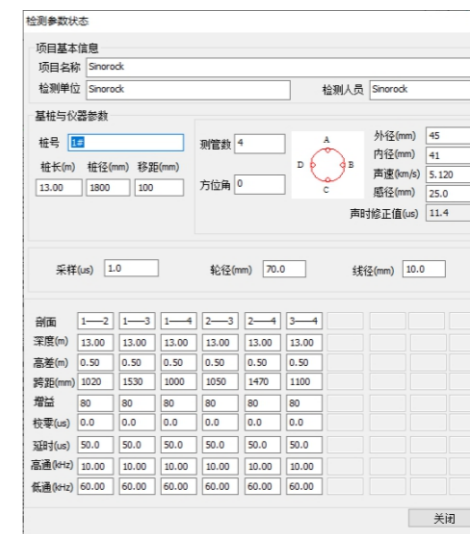 检测参数状态
项目基本信息
项目名称 Sinorock
检测单位 Sinorock 检测人员 Sinorock
基桩与仪器参数
桩号 1#
桩长(m) 桩径(mm) 移距(mm)
13.00 1800 100
测管数 4
方位角 0
A
D B
C
外径(mm) 45
内径(mm) 41
声速(km/s) 5.120
感径(mm) 25.0
声时修正值(us) 11.4
采样(us) 1.0 轮径(mm) 70.0 线径(mm) 10.0
剖面 1——2 1——3 1——4 2——3 2——4 3——4
深度(m) 13.00 13.00 13.00 13.00 13.00 13.00
高差(m) 0.50 0.50 0.50 0.50 0.50 0.50
跨距(mm) 1020 1530 1000 1050 1470 1100
增益 80 80 80 80 80 80
校零(us) 0.0 0.0 0.0 0.0 0.0 0.0
延时(us) 50.0 50.0 50.0 50.0 50.0 50.0
高通(kHz) 10.00 10.00 10.00 10.00 10.00 10.00
低通(kHz) 60.00 60.00 60.00 60.00 60.00 60.00
关闭